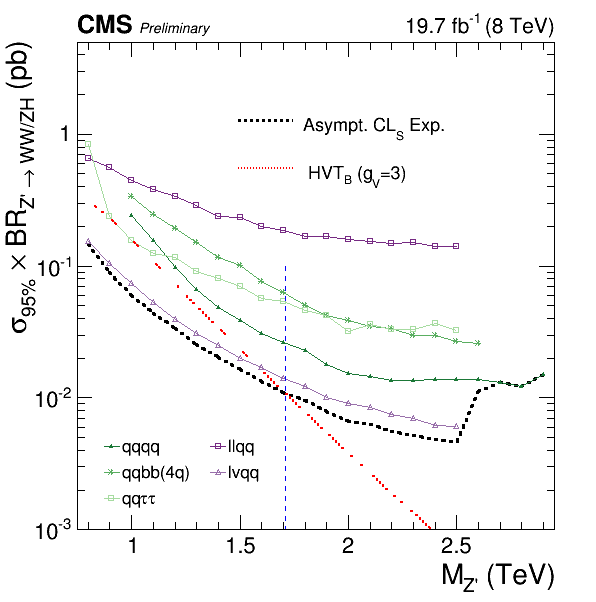 CMS Preliminary 19.7 fb⁻¹ (8 TeV)
σ95% × BRZ' → WW/ZH (pb)
Asympt. CLS Exp.
HVTB (gV=3)
1
10⁻¹
10⁻²
10⁻³
qqqq llqq
qqbb(4q) lνqq
qqττ
1 1.5 2 2.5
MZ' (TeV)